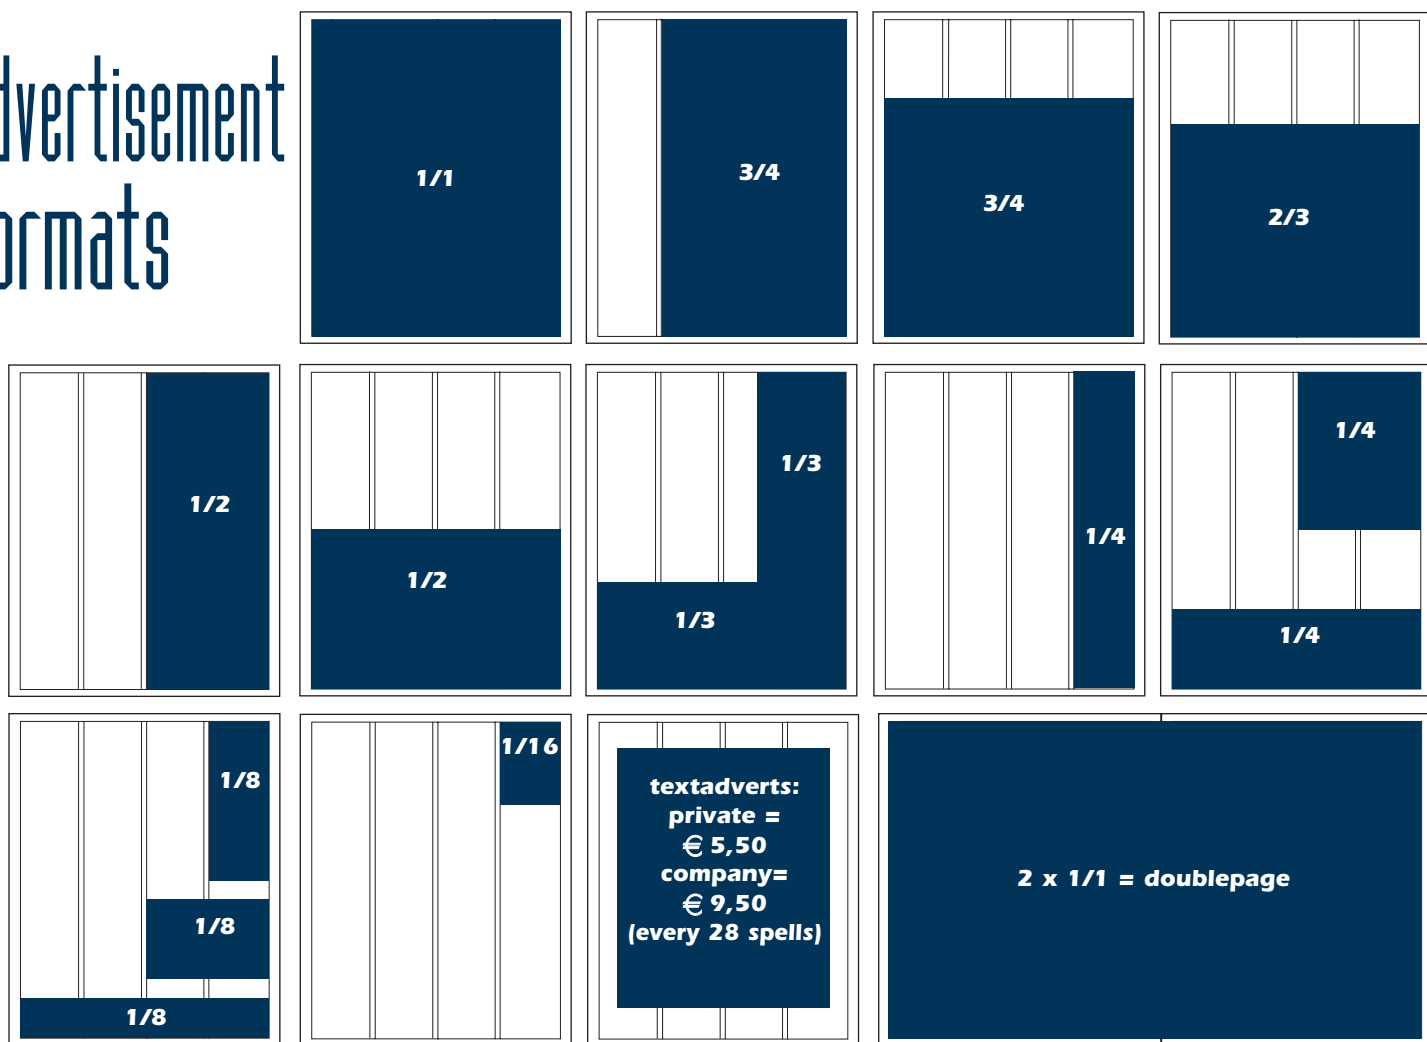 dvertisement
ormats
1/1
3/4
3/4
2/3
1/2
1/2
1/3
1/3
1/4
1/4
1/4
1/8
1/8
1/8
1/16
textadverts:
private =
€ 5,50
company=
€ 9,50
(every 28 spells)
2 x 1/1 = doublepage